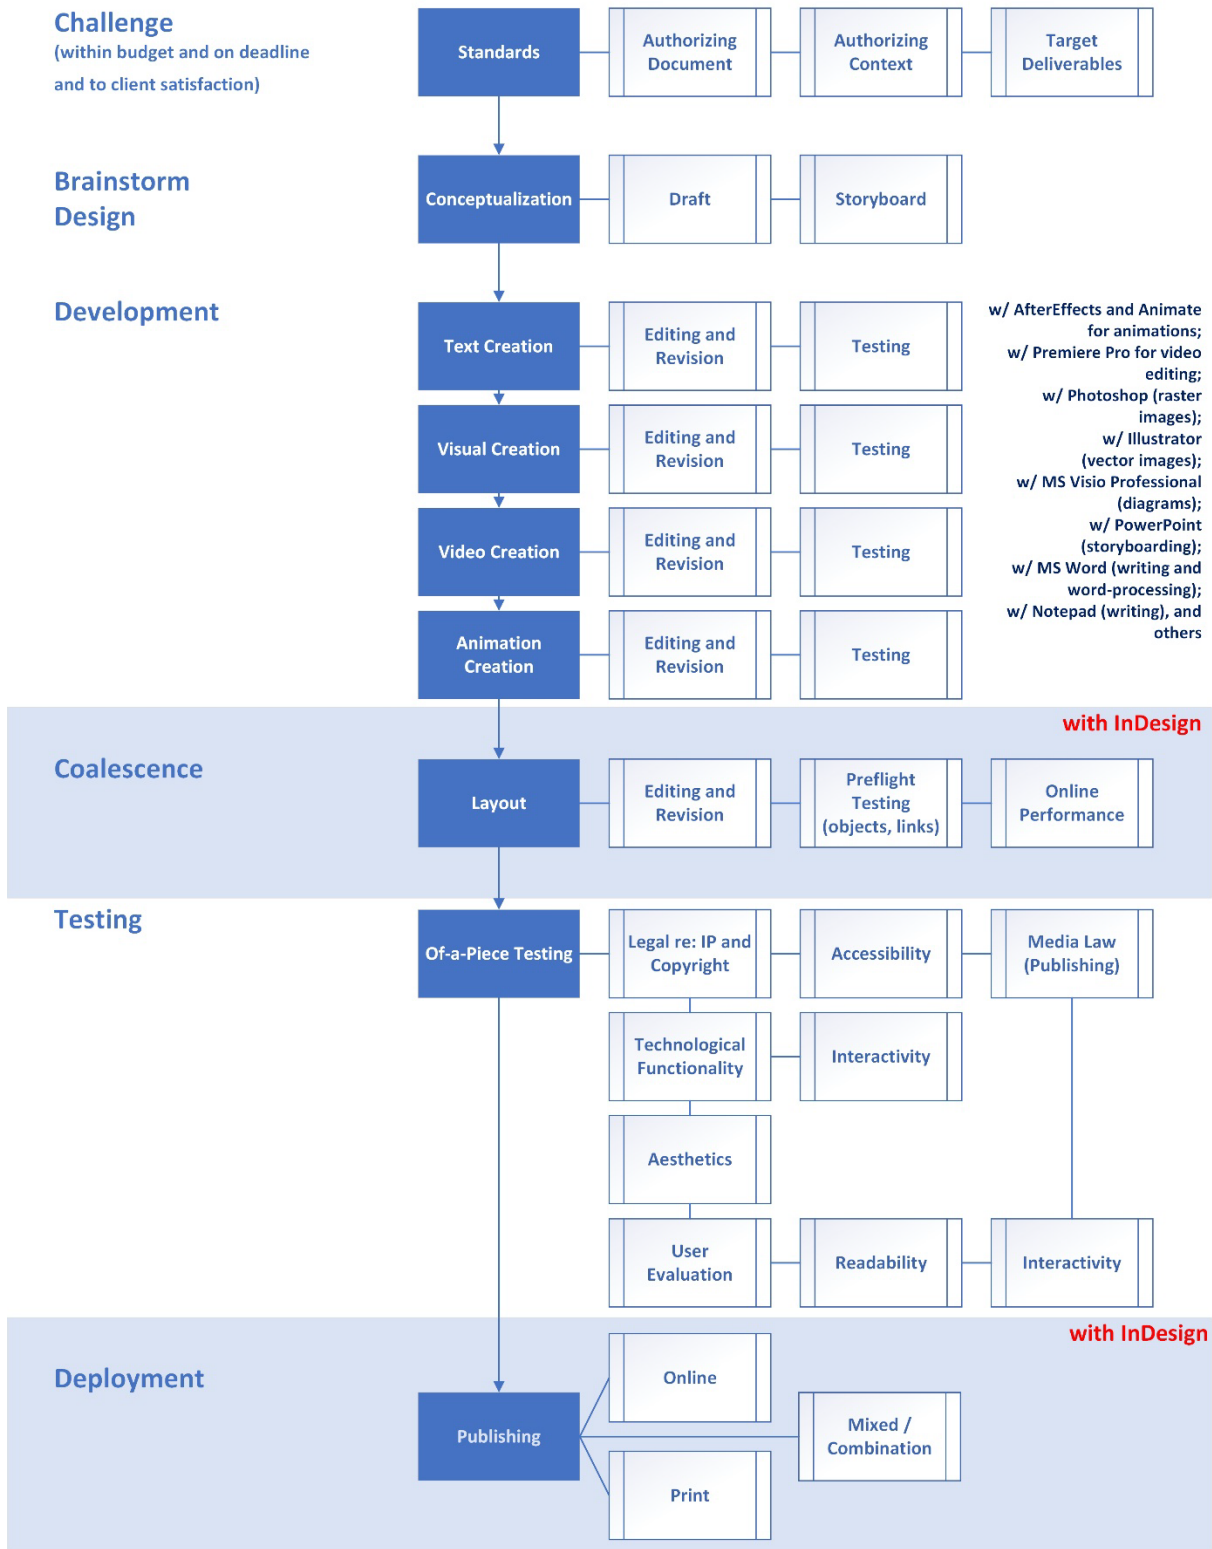 Challenge
(within budget and on deadline
and to client satisfaction)
Standards
Authorizing
Document
Authorizing
Context
Target
Deliverables
Brainstorm
Design
Conceptualization
Draft
Storyboard
Development
Text Creation
Editing and
Revision
Testing
Visual Creation
Editing and
Revision
Testing
Video Creation
Editing and
Revision
Testing
Animation
Creation
Editing and
Revision
Testing
w/ AfterEffects and Animate
for animations;
w/ Premiere Pro for video
editing;
w/ Photoshop (raster
images);
w/ Illustrator
(vector images);
w/ MS Visio Professional
(diagrams);
w/ PowerPoint
(storyboarding);
w/ MS Word (writing and
word-processing);
w/ Notepad (writing), and
others
with InDesign
Coalescence
Layout
Editing and
Revision
Preflight
Testing
(objects, links)
Online
Performance
Testing
Of-a-Piece Testing
Legal re: IP and
Copyright
Accessibility
Media Law
(Publishing)
Technological
Functionality
Interactivity
Aesthetics
User
Evaluation
Readability
Interactivity
with InDesign
Deployment
Publishing
Online
Mixed /
Combination
Print